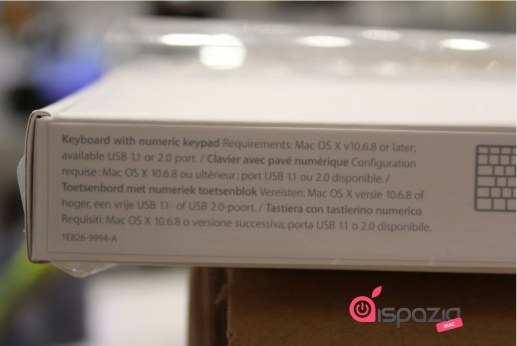 Keyboard with numeric keypad Requirements: Mac OS X v10.6.8 or later;
available USB 1.1 or 2.0 port. / Clavier avec pavé numérique Configuration
requise : Mac OS X 10.6.8 ou ultérieur ; port USB 1.1 ou 2.0 disponible. /
Toetsenbord met numeriek toetsenblok Vereisten: Mac OS X versie 10.6.8 of
hoger, een vrije USB 1.1- of USB 2.0-poort. / Tastiera con tastierino numerico
Requisiti: Mac OS X 10.6.8 o versione successiva; porta USB 1.1 o 2.0 disponibile.
1E826-9994-A
ispazio
MAC